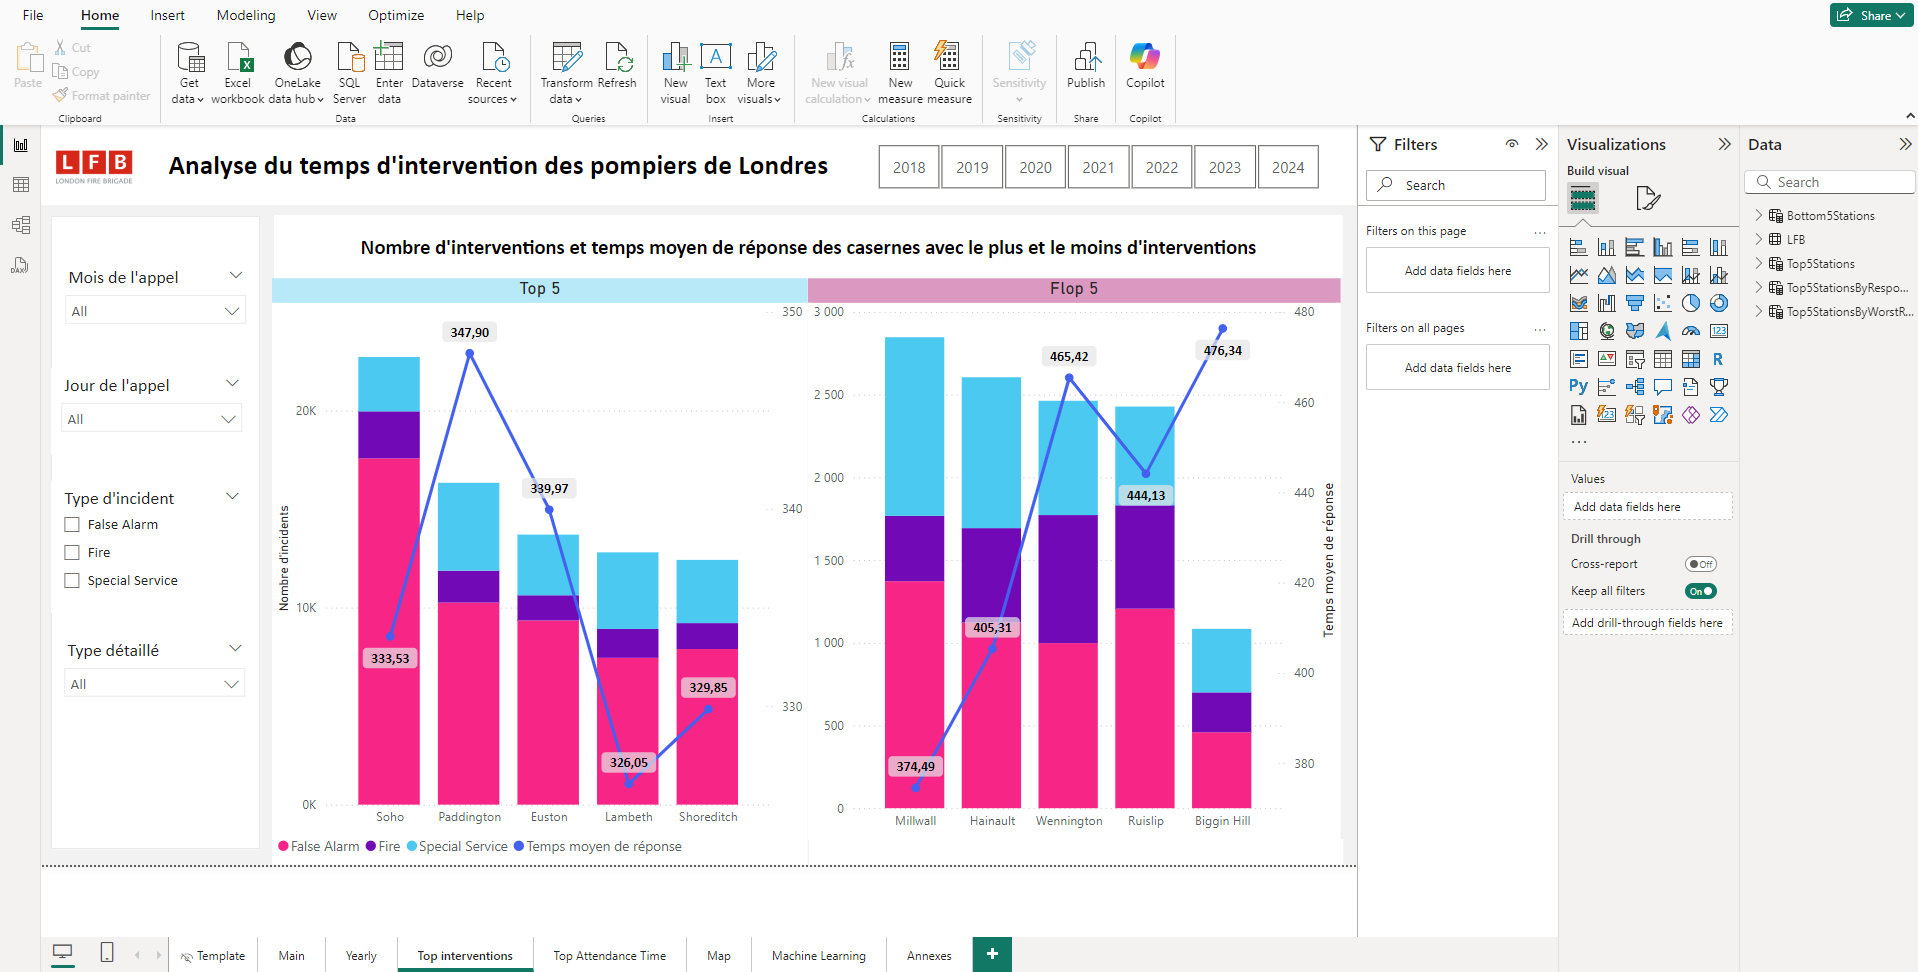 File Home Insert Modeling View Optimize Help
Share
Paste
Cut
Copy
Format painter
Clipboard
Get data
Excel workbook
OneLake data hub
SQL Server
Enter data
Dataverse
Recent sources
Data
Transform data
Refresh
Queries
New visual
Text box
More visuals
Insert
New visual calculation
New measure
Quick measure
Calculations
Sensitivity
Sensitivity
Publish
Share
Copilot
Copilot
LFB
LONDON FIRE BRIGADE
Analyse du temps d'intervention des pompiers de Londres
2018 2019 2020 2021 2022 2023 2024
Mois de l'appel
All
Jour de l'appel
All
Type d'incident
False Alarm
Fire
Special Service
Type détaillé
All
Nombre d'interventions et temps moyen de réponse des casernes avec le plus et le moins d'interventions
Top 5
Nombre d'incidents
20K
10K
0K
350
340
330
347,90
339,97
333,53
329,85
326,05
Soho Paddington Euston Lambeth Shoreditch
False Alarm Fire Special Service Temps moyen de réponse
Flop 5
3 000
2 500
2 000
1 500
1 000
500
0
480
460
440
420
400
380
Temps moyen de réponse
476,34
465,42
444,13
405,31
374,49
Millwall Hainault Wennington Ruislip Biggin Hill
Filters
Search
Filters on this page ...
Add data fields here
Filters on all pages ...
Add data fields here
Visualizations
Build visual
123
R
Py
123
...
Values
Add data fields here
Drill through
Cross-report Off
Keep all filters On
Add drill-through fields here
Data
Search
Bottom5Stations
LFB
Top5Stations
Top5StationsByRespo...
Top5StationsByWorstR...
DAX
Template Main Yearly Top interventions Top Attendance Time Map Machine Learning Annexes +